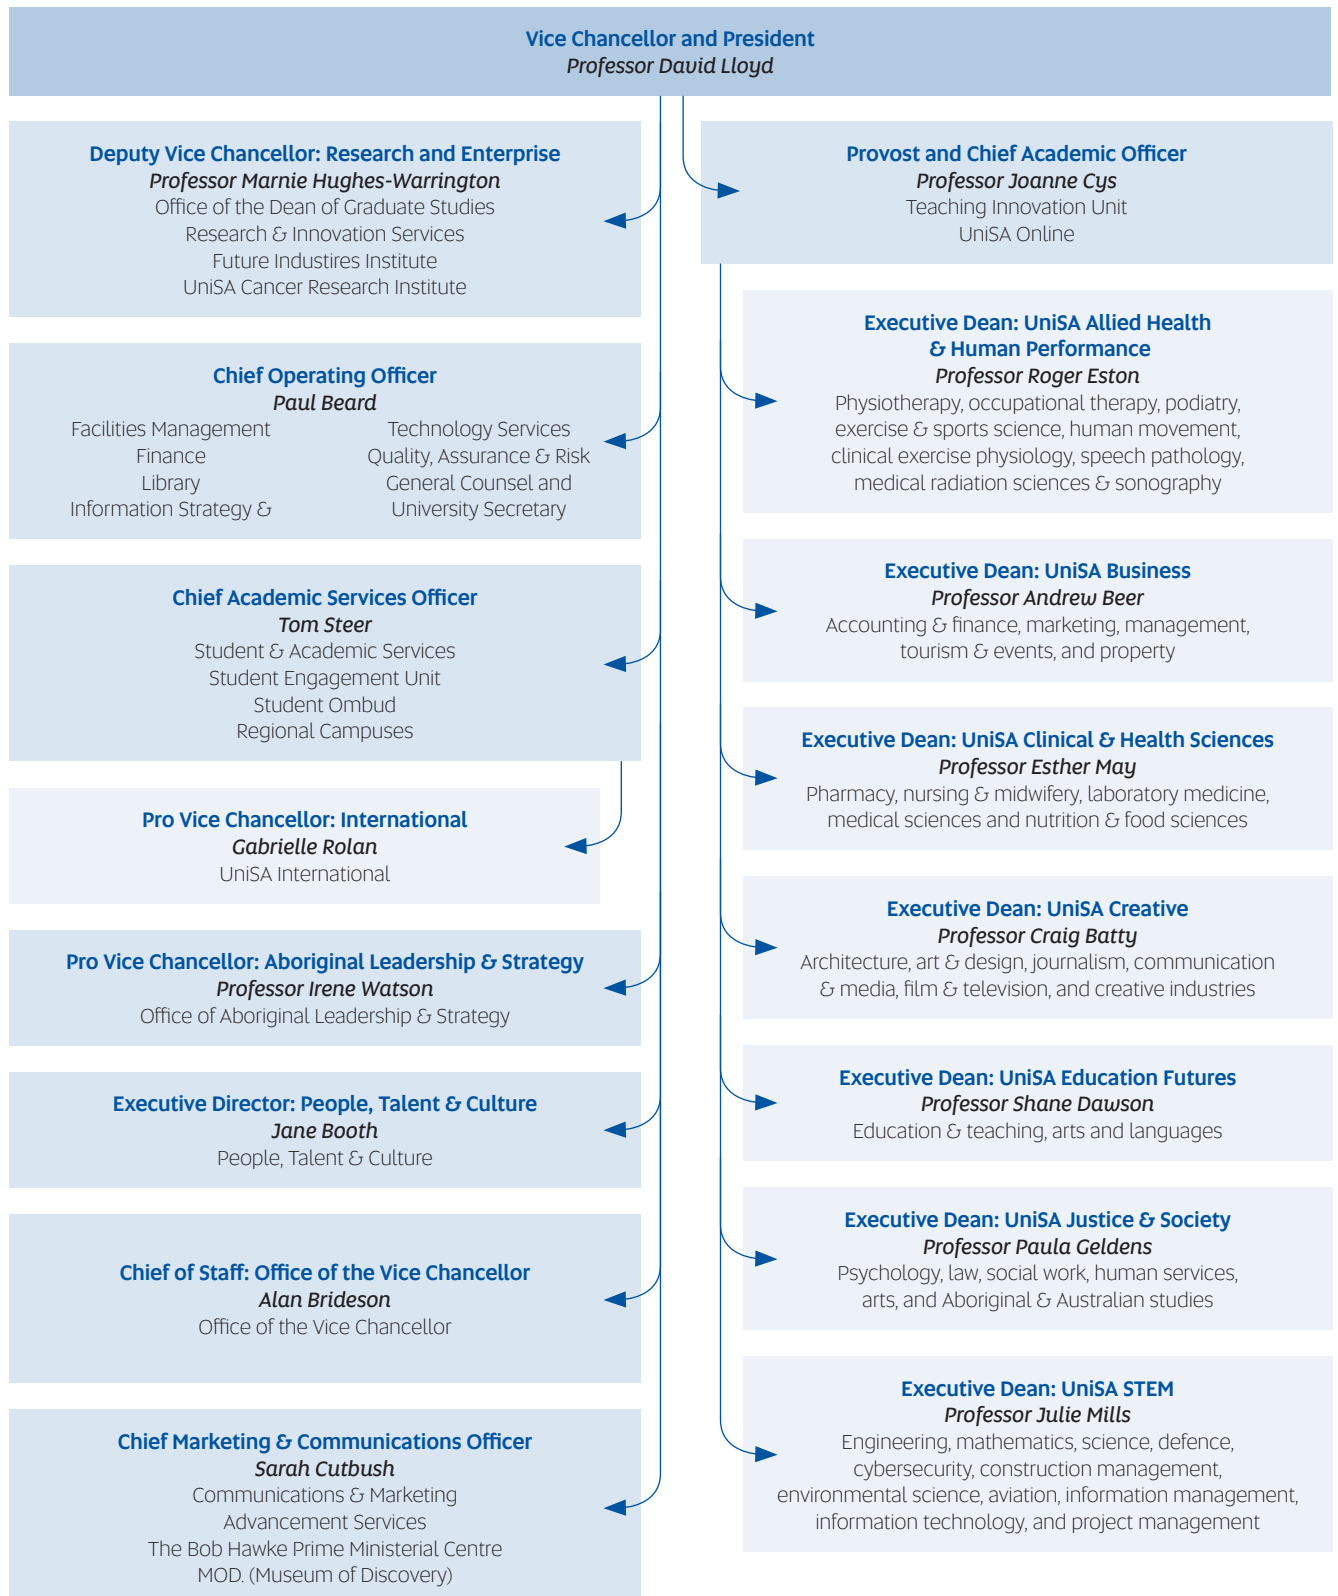 Vice Chancellor and President
Professor David Lloyd
Deputy Vice Chancellor: Research and Enterprise
Professor Marnie Hughes-Warrington
Office of the Dean of Graduate Studies
Research & Innovation Services
Future Industires Institute
UniSA Cancer Research Institute
Chief Operating Officer
Paul Beard
Facilities Management
Finance
Library
Information Strategy &
Technology Services
Quality, Assurance & Risk
General Counsel and
University Secretary
Chief Academic Services Officer
Tom Steer
Student & Academic Services
Student Engagement Unit
Student Ombud
Regional Campuses
Pro Vice Chancellor: International
Gabrielle Rolan
UniSA International
Pro Vice Chancellor: Aboriginal Leadership & Strategy
Professor Irene Watson
Office of Aboriginal Leadership & Strategy
Executive Director: People, Talent & Culture
Jane Booth
People, Talent & Culture
Chief of Staff: Office of the Vice Chancellor
Alan Brideson
Office of the Vice Chancellor
Chief Marketing & Communications Officer
Sarah Cutbush
Communications & Marketing
Advancement Services
The Bob Hawke Prime Ministerial Centre
MOD. (Museum of Discovery)
Provost and Chief Academic Officer
Professor Joanne Cys
Teaching Innovation Unit
UniSA Online
Executive Dean: UniSA Allied Health
& Human Performance
Professor Roger Eston
Physiotherapy, occupational therapy, podiatry,
exercise & sports science, human movement,
clinical exercise physiology, speech pathology,
medical radiation sciences & sonography
Executive Dean: UniSA Business
Professor Andrew Beer
Accounting & finance, marketing, management,
tourism & events, and property
Executive Dean: UniSA Clinical & Health Sciences
Professor Esther May
Pharmacy, nursing & midwifery, laboratory medicine,
medical sciences and nutrition & food sciences
Executive Dean: UniSA Creative
Professor Craig Batty
Architecture, art & design, journalism, communication
& media, film & television, and creative industries
Executive Dean: UniSA Education Futures
Professor Shane Dawson
Education & teaching, arts and languages
Executive Dean: UniSA Justice & Society
Professor Paula Geldens
Psychology, law, social work, human services,
arts, and Aboriginal & Australian studies
Executive Dean: UniSA STEM
Professor Julie Mills
Engineering, mathematics, science, defence,
cybersecurity, construction management,
environmental science, aviation, information management,
information technology, and project management